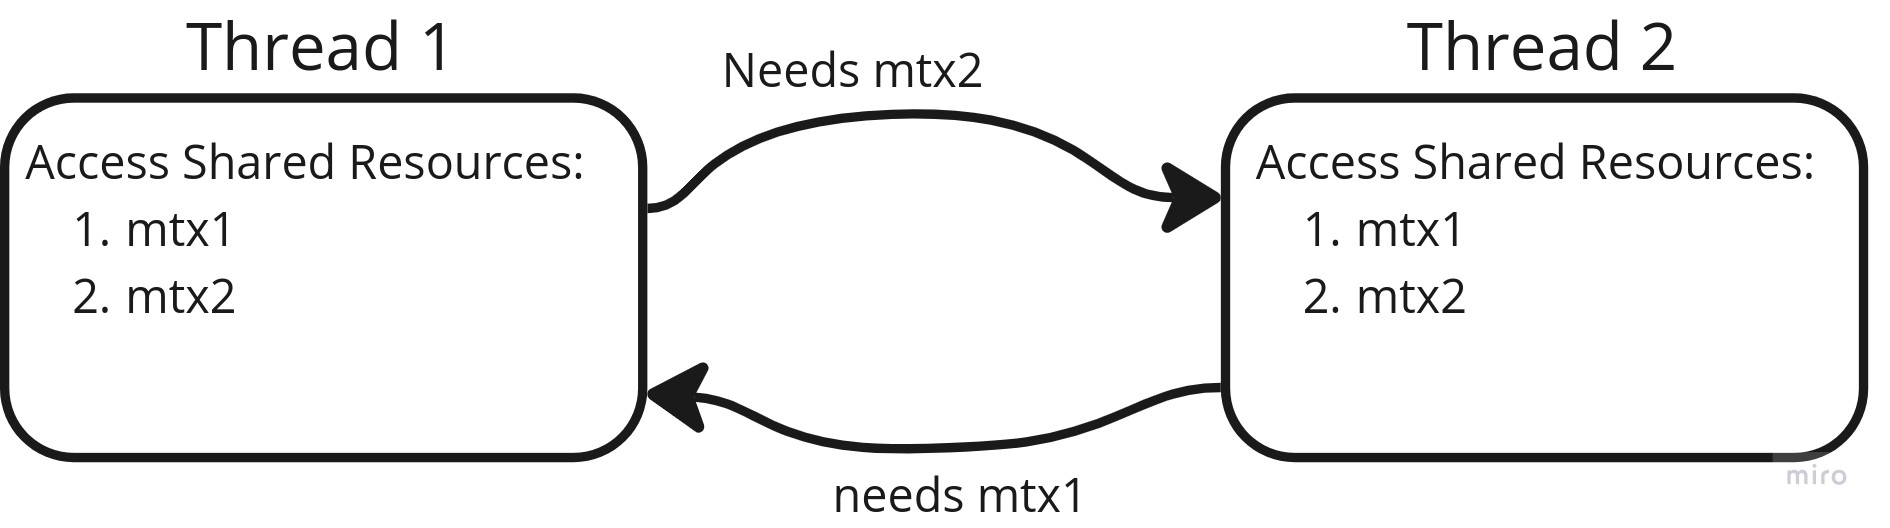 Thread 1
Needs mtx2
Thread 2
Access Shared Resources:
1. mtx1
2. mtx2
Access Shared Resources:
1. mtx1
2. mtx2
needs mtx1
miro